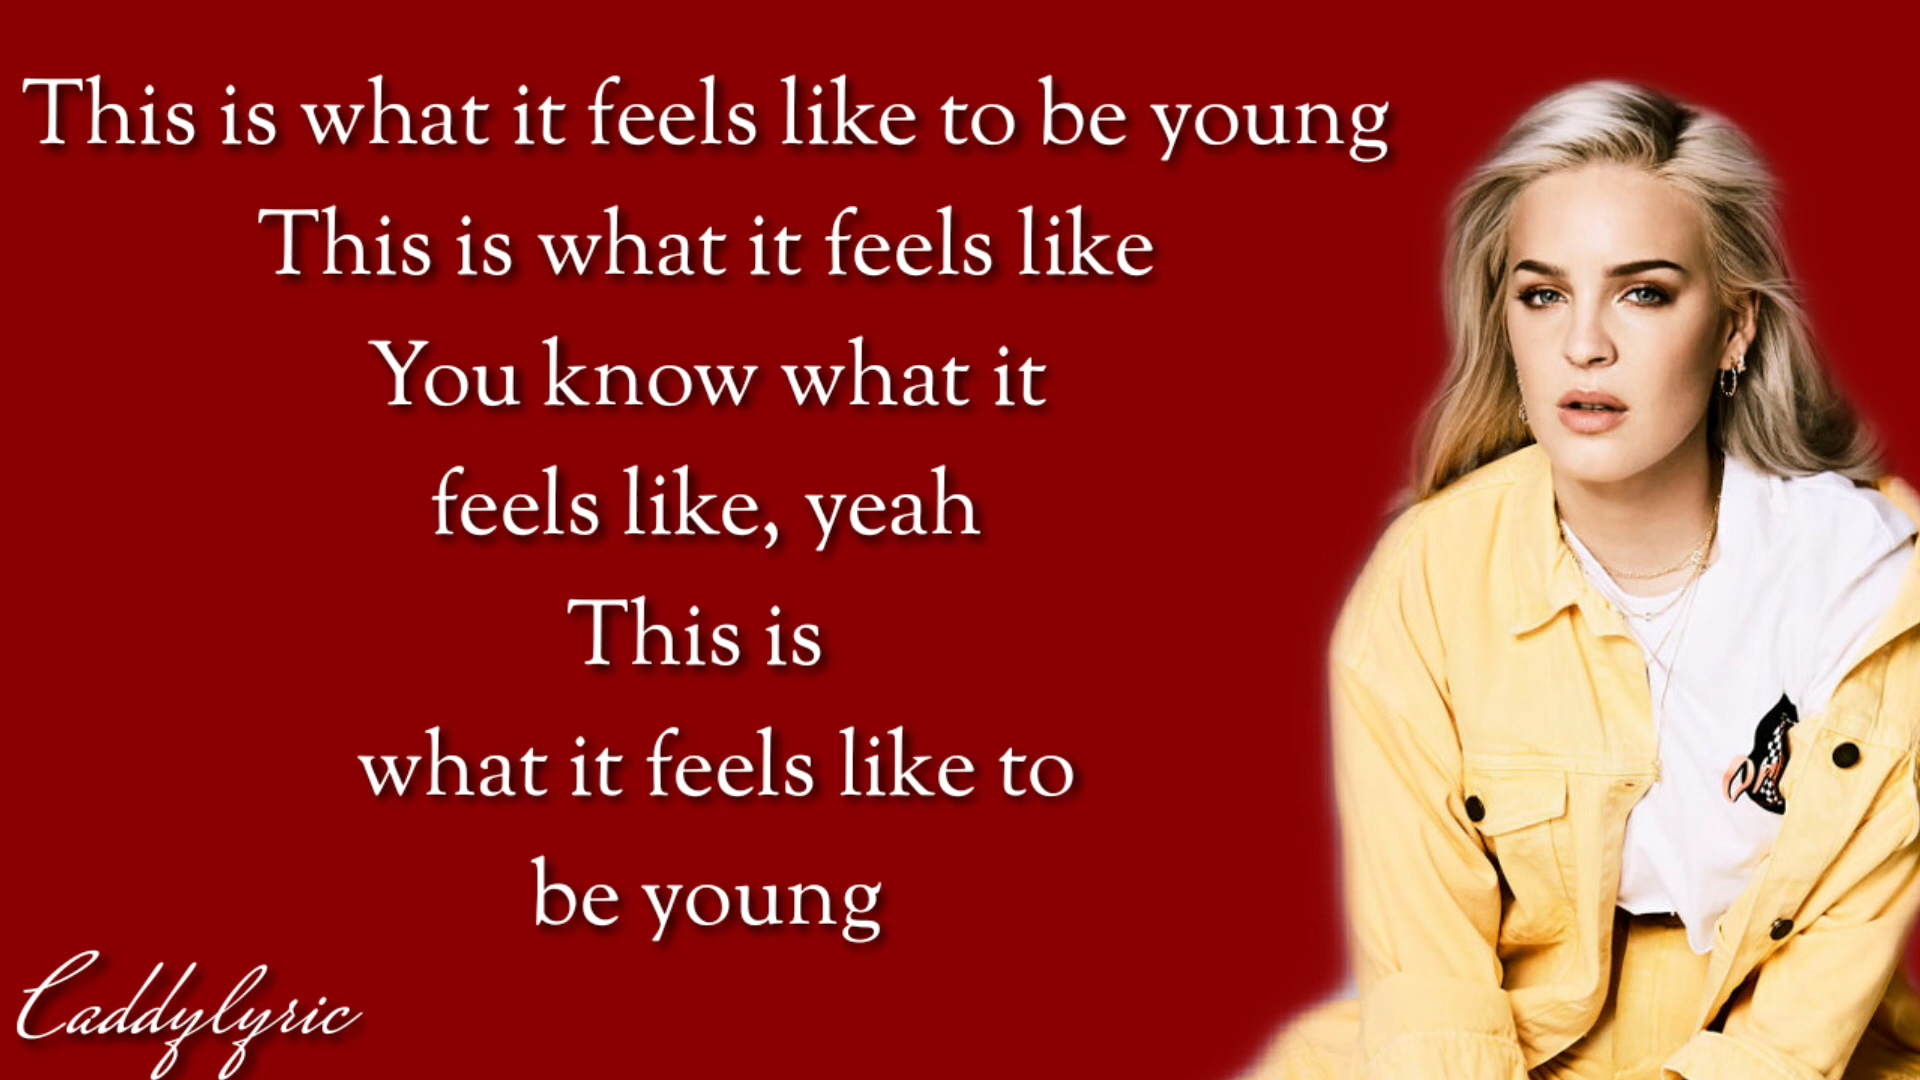 This is what it feels like to be young
This is what it feels like
You know what it
feels like, yeah
This is
what it feels like to
be young
Caddylyric